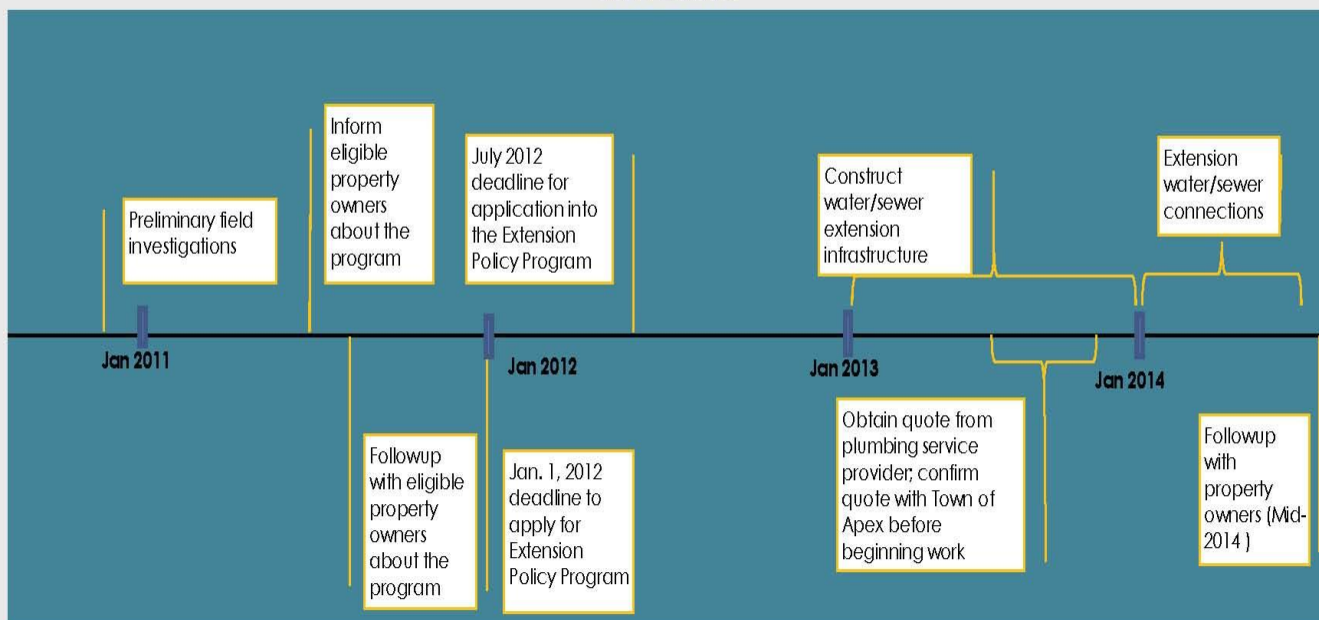 Preliminary field
investigations
Inform
eligible
property
owners
about the
program
July 2012
deadline for
application into
the Extension
Policy Program
Construct
water/sewer
extension
infrastructure
Extension
water/sewer
connections
Jan 2011
Jan 2012
Jan 2013
Jan 2014
Followup
with eligible
property
owners
about the
program
Jan. 1, 2012
deadline to
apply for
Extension
Policy Program
Obtain quote from
plumbing service
provider; confirm
quote with Town of
Apex before
beginning work
Followup
with
property
owners (Mid-
2014 )